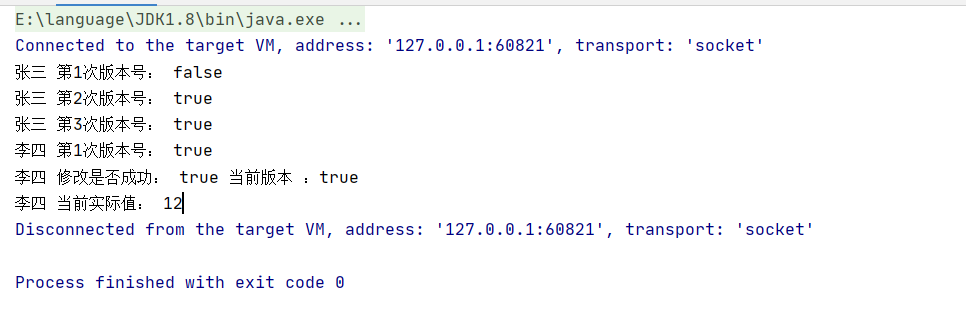 E:\language\JDK1.8\bin\java.exe ...
Connected to the target VM, address: '127.0.0.1:60821', transport: 'socket'
张三 第1次版本号： false
张三 第2次版本号： true
张三 第3次版本号： true
李四 第1次版本号： true
李四 修改是否成功： true 当前版本 ：true
李四 当前实际值： 12
Disconnected from the target VM, address: '127.0.0.1:60821', transport: 'socket'
Process finished with exit code 0